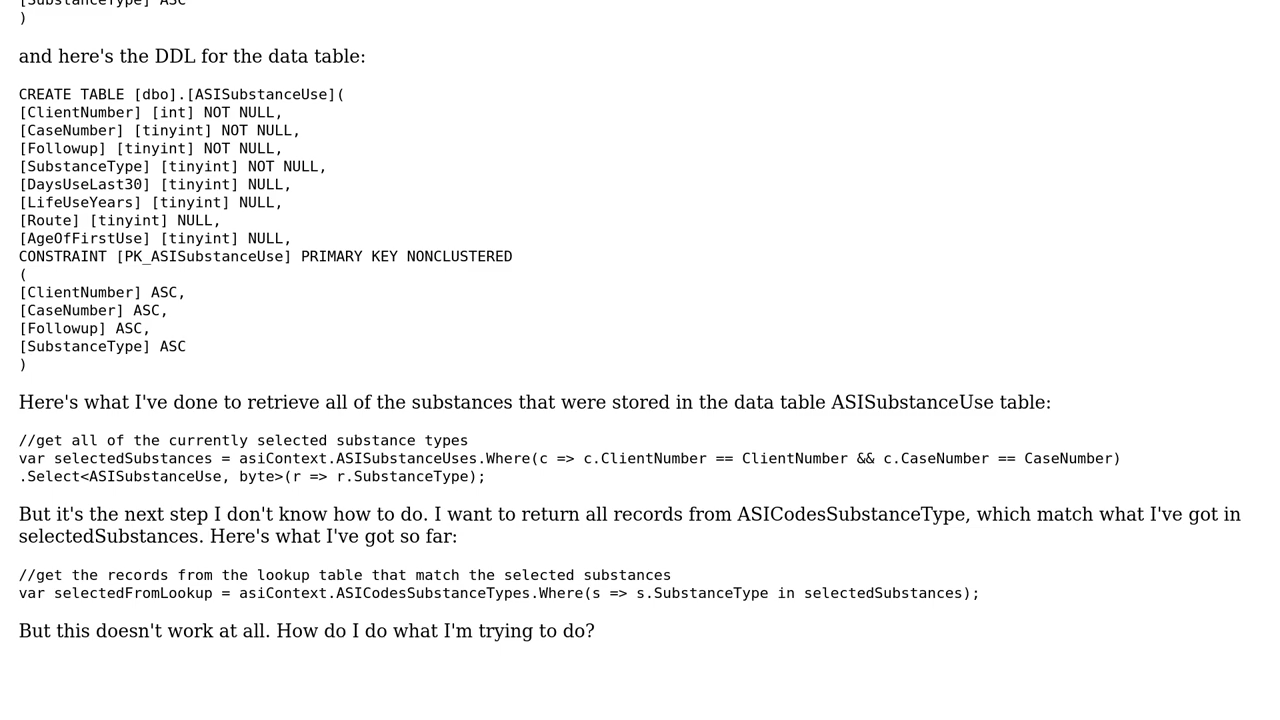 [SubstanceType] ASC
)
and here's the DDL for the data table:
CREATE TABLE [dbo].[ASISubstanceUse](
[ClientNumber] [int] NOT NULL,
[CaseNumber] [tinyint] NOT NULL,
[Followup] [tinyint] NOT NULL,
[SubstanceType] [tinyint] NOT NULL,
[DaysUseLast30] [tinyint] NULL,
[LifeUseYears] [tinyint] NULL,
[Route] [tinyint] NULL,
[AgeOfFirstUse] [tinyint] NULL,
CONSTRAINT [PK_ASISubstanceUse] PRIMARY KEY NONCLUSTERED
(
[ClientNumber] ASC,
[CaseNumber] ASC,
[Followup] ASC,
[SubstanceType] ASC
)
Here's what I've done to retrieve all of the substances that were stored in the data table ASISubstanceUse table:
//get all of the currently selected substance types
var selectedSubstances = asiContext.ASISubstanceUses.Where(c => c.ClientNumber == ClientNumber && c.CaseNumber == CaseNumber)
.Select<ASISubstanceUse, byte>(r => r.SubstanceType);
But it's the next step I don't know how to do. I want to return all records from ASICodesSubstanceType, which match what I've got in
selectedSubstances. Here's what I've got so far:
//get the records from the lookup table that match the selected substances
var selectedFromLookup = asiContext.ASICodesSubstanceTypes.Where(s => s.SubstanceType in selectedSubstances);
But this doesn't work at all. How do I do what I'm trying to do?